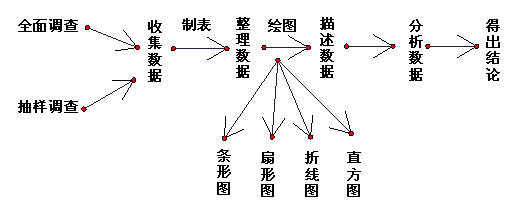 全面调查
抽样调查
收集数据
制表
整理数据
绘图
描述数据
分析数据
得出结论
条形图
扇形图
折线图
直方图